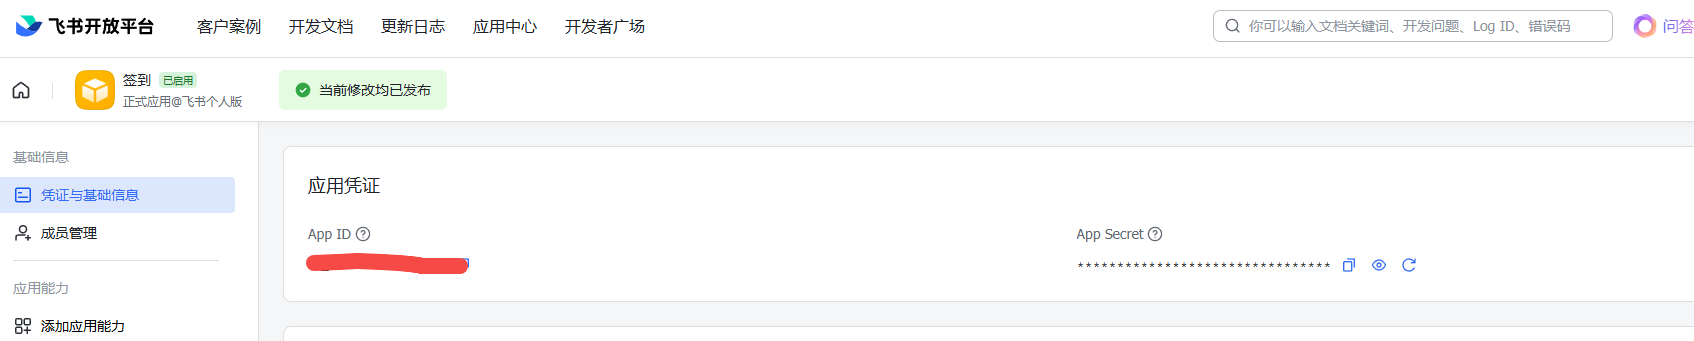 飞书开放平台 客户案例 开发文档 更新日志 应用中心 开发者广场 你可以输入文档关键词、开发问题、Log ID、错误码 问答
签到 已启用 当前修改均已发布
正式应用@飞书个人版
基础信息
凭证与基础信息
成员管理
应用能力
添加应用能力
应用凭证
App ID App Secret
********************************